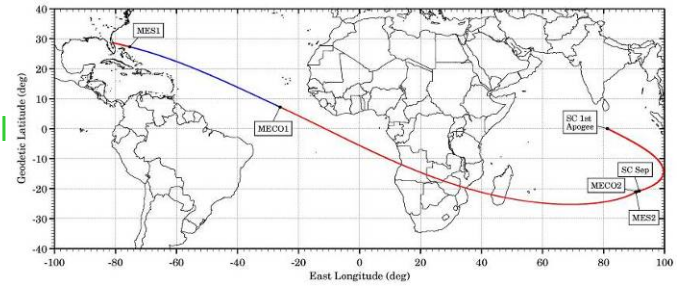 40
30
20
10
0
-10
-20
-30
-40
Geodetic Latitude (deg)
MES1
MECO1
SC 1st
Apogee
SC Sep
MECO2
MES2
-100 -80 -60 -40 -20 0 20 40 60 80 100
East Longitude (deg)